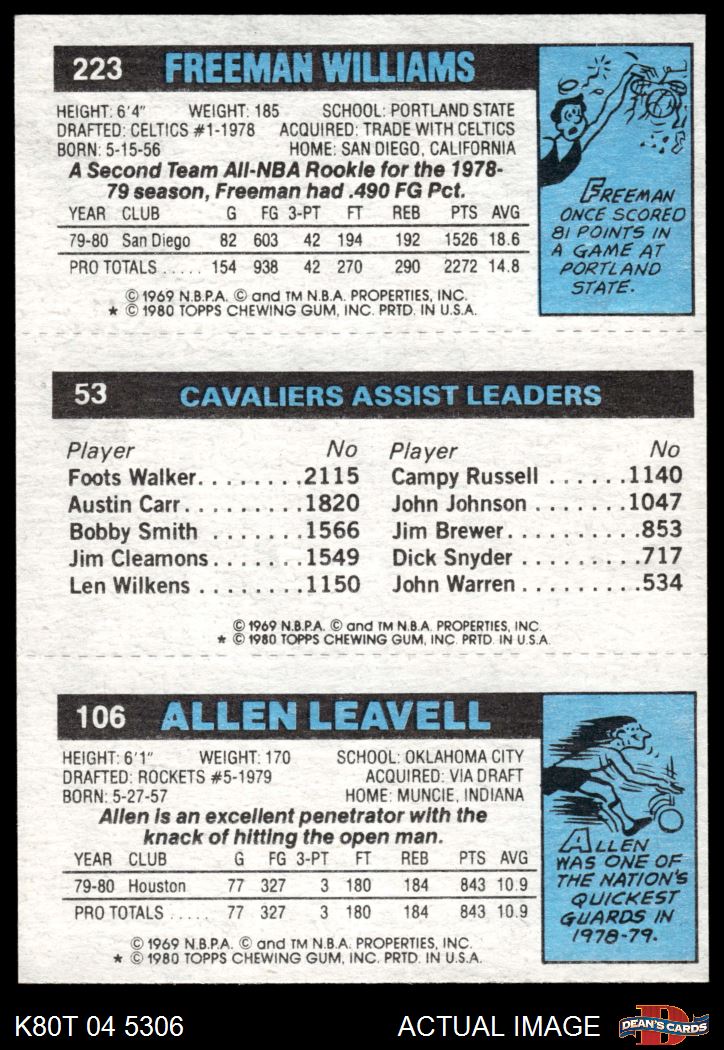 223 FREEMAN WILLIAMS
HEIGHT: 6'4" WEIGHT: 185 SCHOOL: PORTLAND STATE
DRAFTED: CELTICS #1-1978 ACQUIRED: TRADE WITH CELTICS
BORN: 5-15-56 HOME: SAN DIEGO, CALIFORNIA
A Second Team All-NBA Rookie for the 1978-
79 season, Freeman had .490 FG Pct.
YEAR CLUB G FG 3-PT FT REB PTS AVG
79-80 San Diego 82 603 42 194 192 1526 18.6
PRO TOTALS ..... 154 938 42 270 290 2272 14.8
© 1969 N.B.P.A. © and TM N.B.A. PROPERTIES, INC.
* © 1980 TOPPS CHEWING GUM, INC. PRTD. IN U.S.A.
FREEMAN
ONCE SCORED
81 POINTS IN
A GAME AT
PORTLAND
STATE.
53 CAVALIERS ASSIST LEADERS
Player No Player No
Foots Walker........2115 Campy Russell ......1140
Austin Carr.........1820 John Johnson .......1047
Bobby Smith ........1566 Jim Brewer..........853
Jim Cleamons........1549 Dick Snyder .........717
Len Wilkens .........1150 John Warren.........534
© 1969 N.B.P.A. © and TM N.B.A. PROPERTIES, INC.
* © 1980 TOPPS CHEWING GUM, INC. PRTD. IN U.S.A.
106 ALLEN LEAVELL
HEIGHT: 6'1" WEIGHT: 170 SCHOOL: OKLAHOMA CITY
DRAFTED: ROCKETS #5-1979 ACQUIRED: VIA DRAFT
BORN: 5-27-57 HOME: MUNCIE, INDIANA
Allen is an excellent penetrator with the
knack of hitting the open man.
YEAR CLUB G FG 3-PT FT REB PTS AVG
79-80 Houston 77 327 3 180 184 843 10.9
PRO TOTALS ..... 77 327 3 180 184 843 10.9
© 1969 N.B.P.A. © and TM N.B.A. PROPERTIES, INC.
* © 1980 TOPPS CHEWING GUM, INC. PRTD. IN U.S.A.
ALLEN
WAS ONE OF
THE NATION'S
QUICKEST
GUARDS IN
1978-79.
K80T 04 5306 ACTUAL IMAGE D DEAN'S CARDS